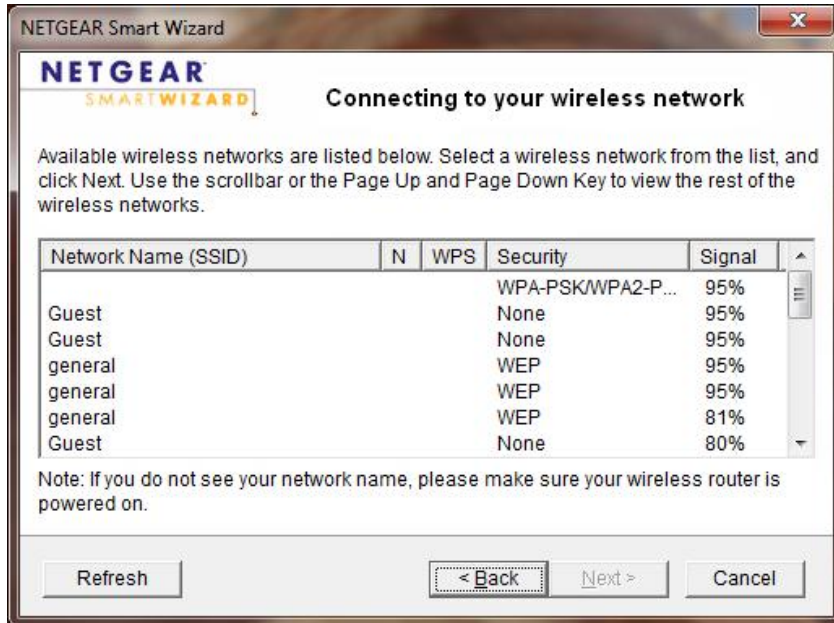 NETGEAR Smart Wizard
NETGEAR
SMARTWIZARD
Connecting to your wireless network
Available wireless networks are listed below. Select a wireless network from the list, and
click Next. Use the scrollbar or the Page Up and Page Down Key to view the rest of the
wireless networks.
Network Name (SSID) N WPS Security Signal
WPA-PSK/WPA2-P... 95%
Guest None 95%
Guest None 95%
general WEP 95%
general WEP 95%
general WEP 81%
Guest None 80%
Note: If you do not see your network name, please make sure your wireless router is
powered on.
Refresh < Back Next > Cancel